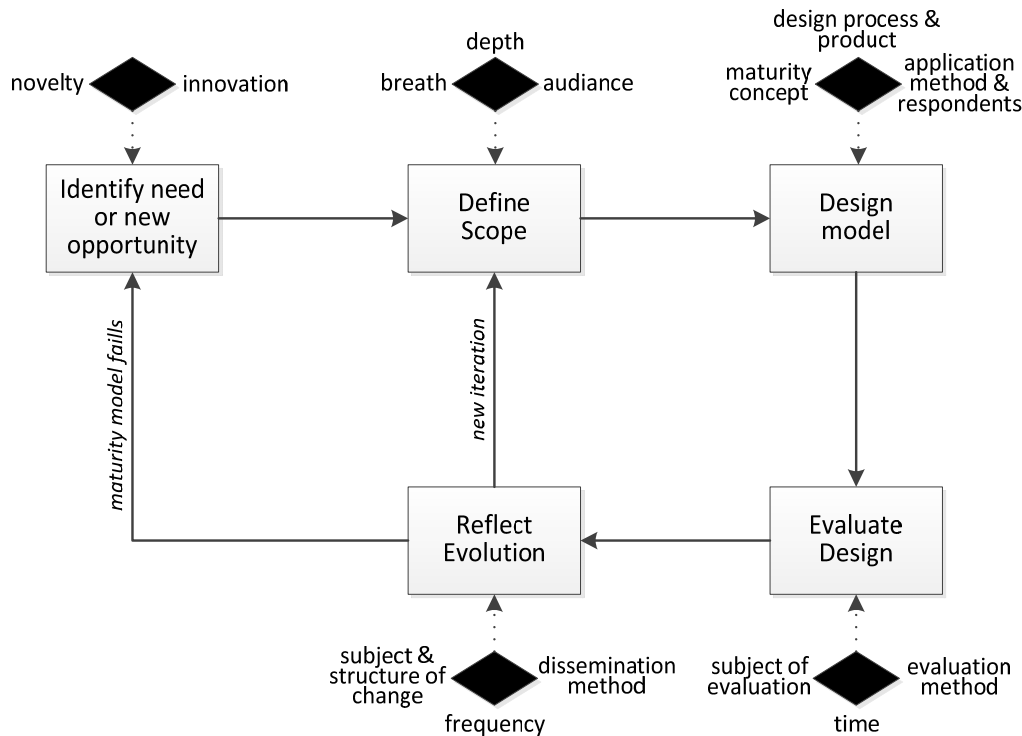 novelty
innovation
depth
breath
audiance
design process &
product
maturity
concept
application
method &
respondents
Identify need
or new
opportunity
Define
Scope
Design
model
maturity model faills
new iteration
Reflect
Evolution
Evaluate
Design
subject &
structure of
change
dissemination
method
frequency
subject of
evaluation
evaluation
method
time